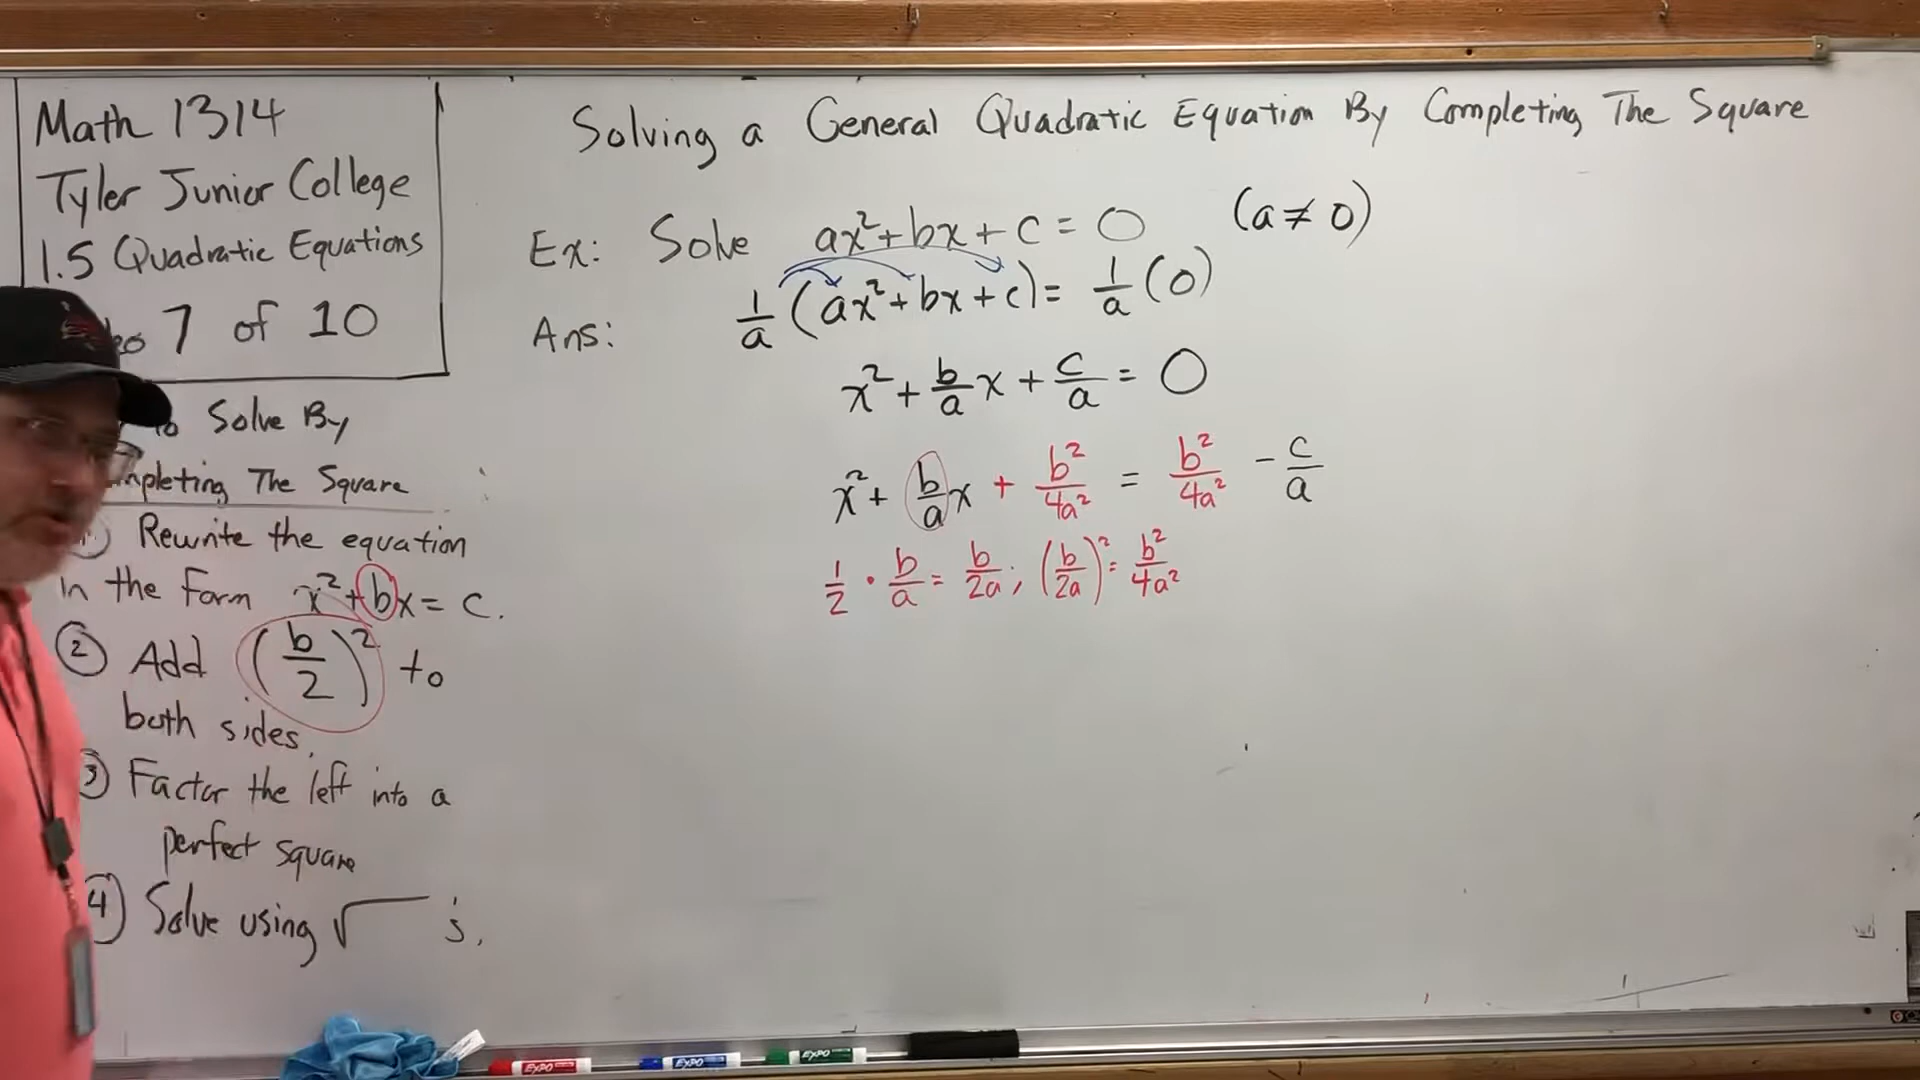 Math 1314
Tyler Junior College
1.5 Quadratic Equations
7 of 10
Solve By
The Square
Rewrite the equation
in the form x²+bx = c.
② Add (b/2)² to
both sides.
Factor the left into a
perfect square
4) Solve using √ 's.
Solving a General Quadratic Equation By Completing The Square
Ex: Solve ax²+bx+c = 0 (a ≠ 0)
Ans: 1/a (ax²+bx+c) = 1/a (0)
x² + b/a x + c/a = 0
x² + b/a x + b²/4a² = b²/4a² - c/a
1/2 · b/a = b/2a ; (b/2a)² = b²/4a²
EXPO
EXPO
EXPO